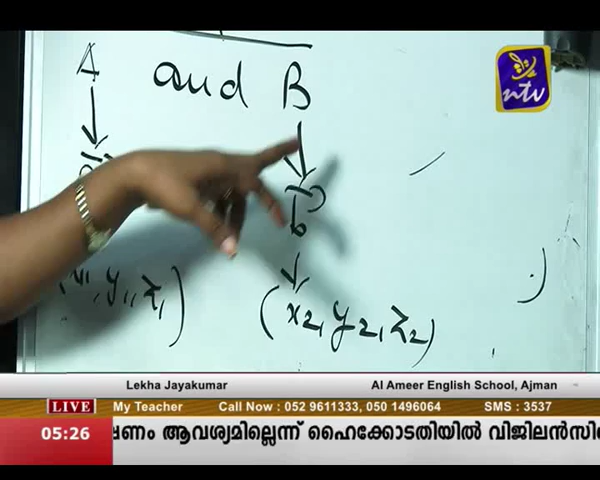 A and B
b
(x₁, y₁, z₁) (x₂, y₂, z₂)
ntv
Lekha Jayakumar Al Ameer English School, Ajman
LIVE My Teacher Call Now : 052 9611333, 050 1496064 SMS : 3537
05:26 ആവശ്യമില്ലെന്ന് ഹൈക്കോടതിയിൽ